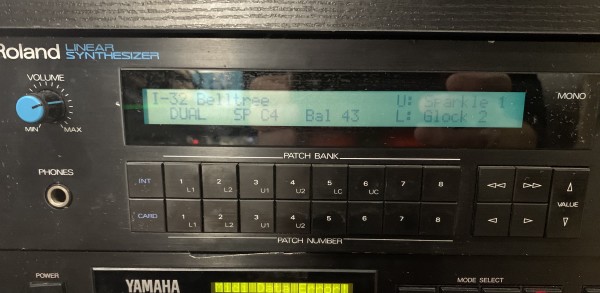 Roland LINEAR SYNTHESIZER
VOLUME
MIN MAX
PHONES
I-32 Belltree U: Sparkle 1
DUAL SP C4 Bal 43 L: Glock 2
MONO
PATCH BANK
INT 1 L1 2 L2 3 U1 4 U2 5 LC 6 UC 7 8
CARD 1 L1 2 L2 3 U1 4 U2 5 6 7 8
PATCH NUMBER
VALUE
POWER
YAMAHA
MODE SELECT